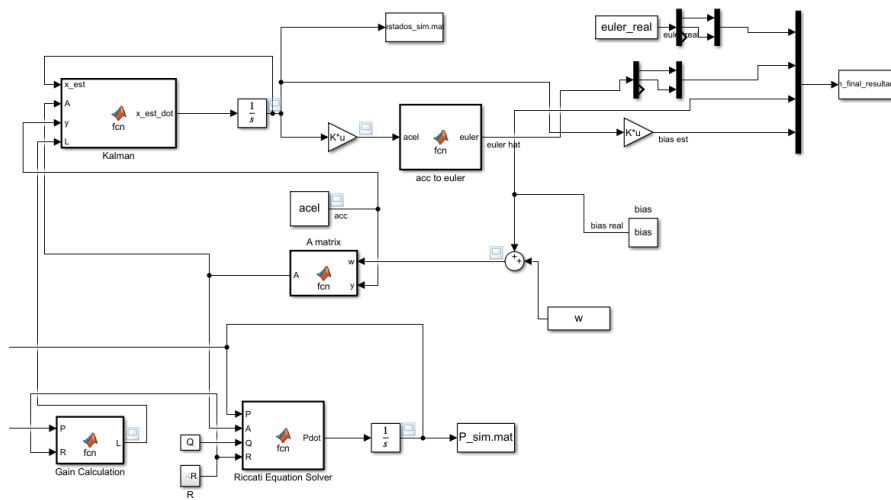 estados_sim.mat
euler_real
euler_real
x_est
A
y
L
fcn
x_est_dot
Kalman
1
s
K*u
acel
fcn
euler
acc to euler
euler hat
K*u
bias est
n_final_resultad
acel
acc
bias
bias real
bias
A matrix
A
fcn
w
y
+
+
w
P
R
fcn
L
Gain Calculation
Q
R
R
P
A
Q
R
fcn
Pdot
Riccati Equation Solver
1
s
P_sim.mat